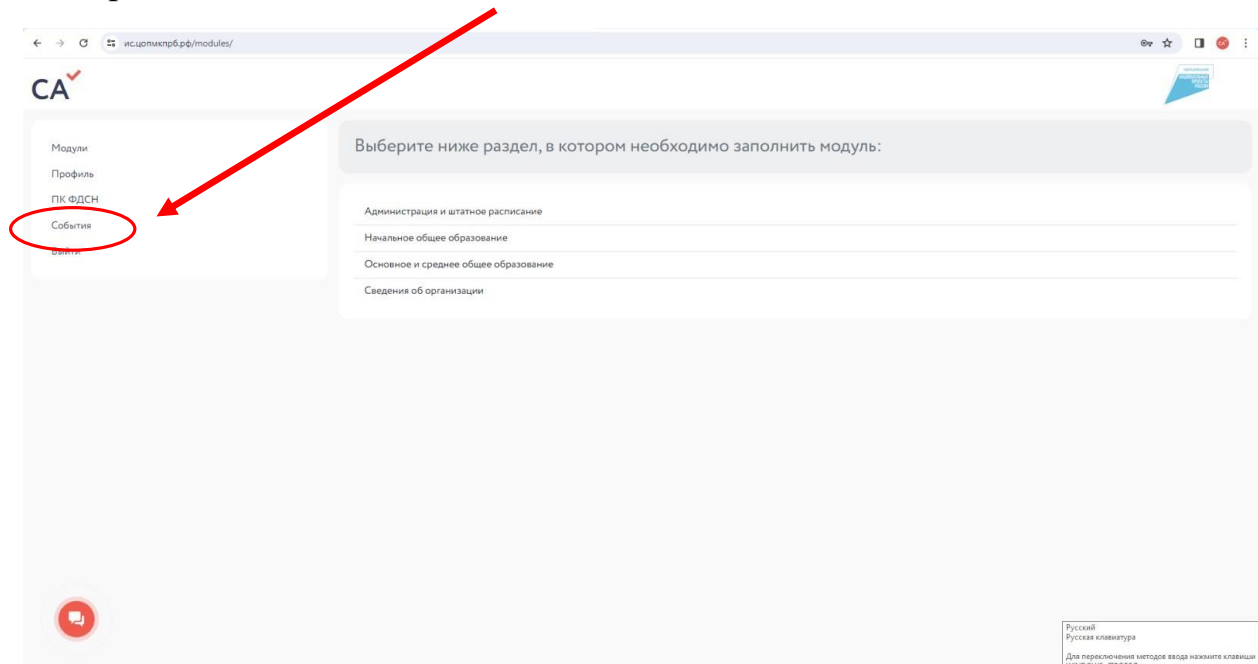 ис.цопмкпрб.рф/modules/
СА
Модули
Профиль
ПК ФДСН
События
Выйти
Выберите ниже раздел, в котором необходимо заполнить модуль:
Администрация и штатное расписание
Начальное общее образование
Основное и среднее общее образование
Сведения об организации
Русский
Русская клавиатура
Для переключения методов ввода нажмите клавиши